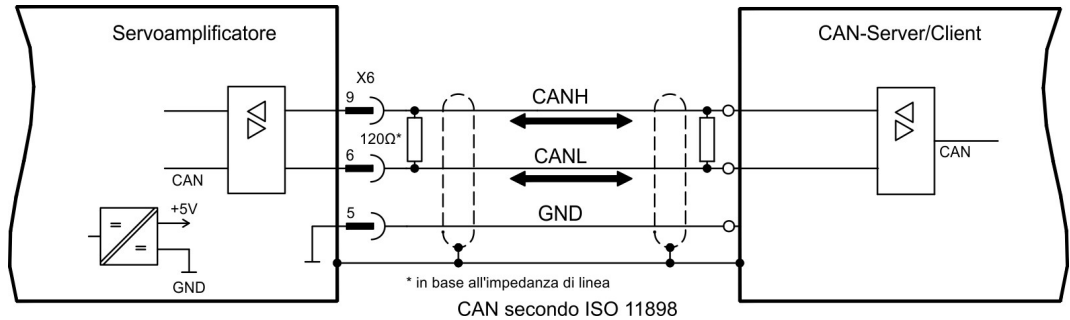 Servoamplificatore
CAN-Server/Client
X6
9
CANH
120Ω*
6
CANL
CAN
CAN
5
GND
+5V
GND
* in base all'impedanza di linea
CAN secondo ISO 11898